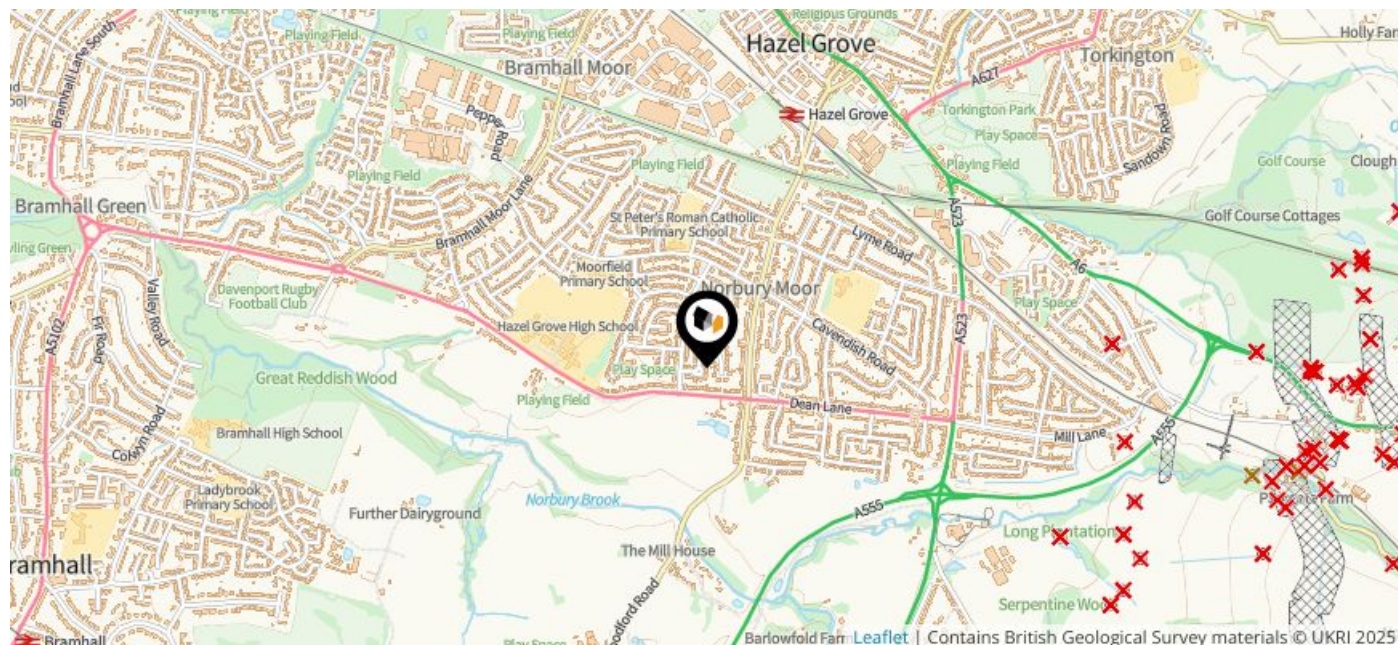 Bramhall Lane South
Playing Field
Playing Field
Religious Grounds
Hazel Grove
Torkington
Bramhall Moor
A627
Pepper Road
Hazel Grove
Torkington Park
Play Space
Sandown Road
Playing Field
Playing Field
Playing Field
Golf Course
Clough
Bramhall Green
Bramhall Moor Lane
St Peter's Roman Catholic
Primary School
A523
Golf Course Cottages
Lyme Road
A6
Davenport Rugby
Football Club
Moorfield
Primary School
Norbury Moor
Play Space
Valley Road
Fir Road
A5102
Hazel Grove High School
Cavendish Road
A523
Great Reddish Wood
Play Space
Playing Field
Dean Lane
Mill Lane
A555
Bramhall High School
Colwyn Road
Ladybrook
Primary School
Norbury Brook
Further Dairyground
A555
Long Plantation
The Mill House
ramhall
Serpentine Wood
Bramhall
Play Space
Barlowfold Farm
Leaflet | Contains British Geological Survey materials © UKRI 2025